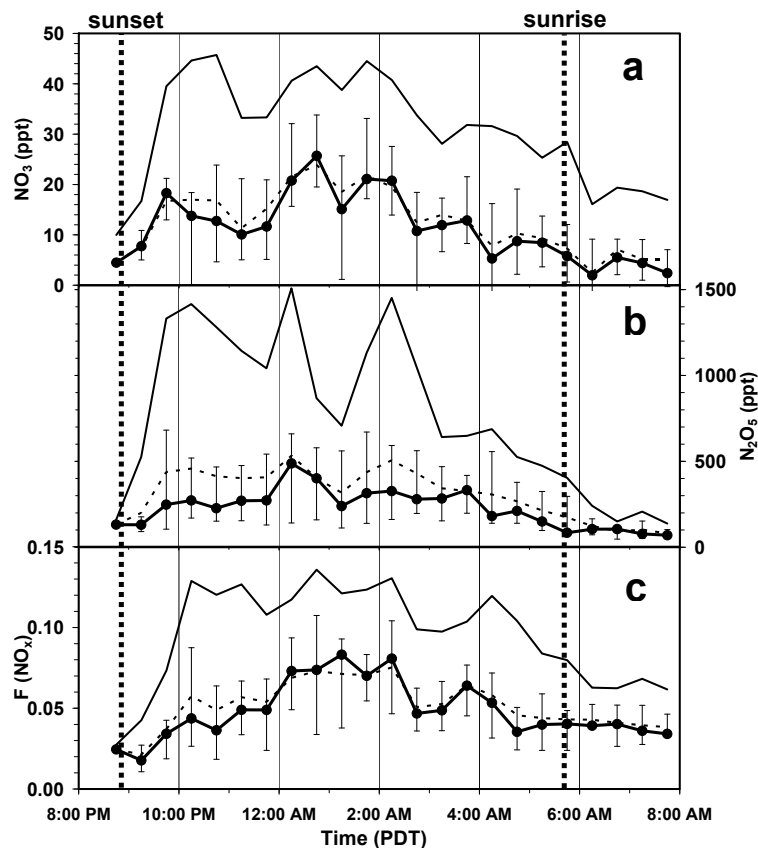 sunset sunrise
50
40
30
20
10
0
NO₃ (ppt)
a
1500
1000
500
0
N₂O₅ (ppt)
b
0.15
0.10
0.05
0.00
F (NOₓ)
c
8:00 PM 10:00 PM 12:00 AM 2:00 AM 4:00 AM 6:00 AM 8:00 AM
Time (PDT)